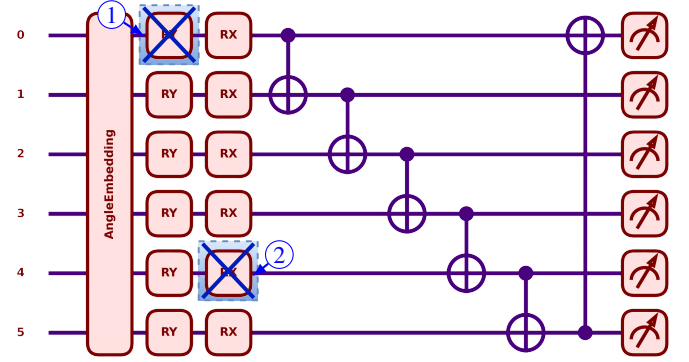 1
0 RX
1 RY RX
2 RY RX
AngleEmbedding
3 RY RX
2
4 RY
5 RY RX